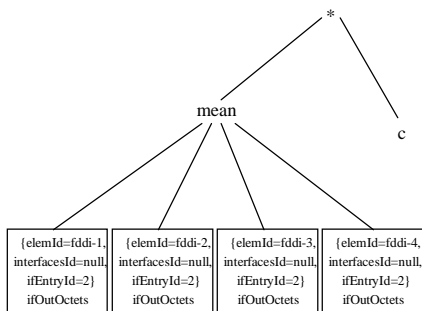 *
mean
c
{elemId=fddi-1,
interfacesId=null,
ifEntryId=2}
ifOutOctets
{elemId=fddi-2,
interfacesId=null,
ifEntryId=2}
ifOutOctets
{elemId=fddi-3,
interfacesId=null,
ifEntryId=2}
ifOutOctets
{elemId=fddi-4,
interfacesId=null,
ifEntryId=2}
ifOutOctets